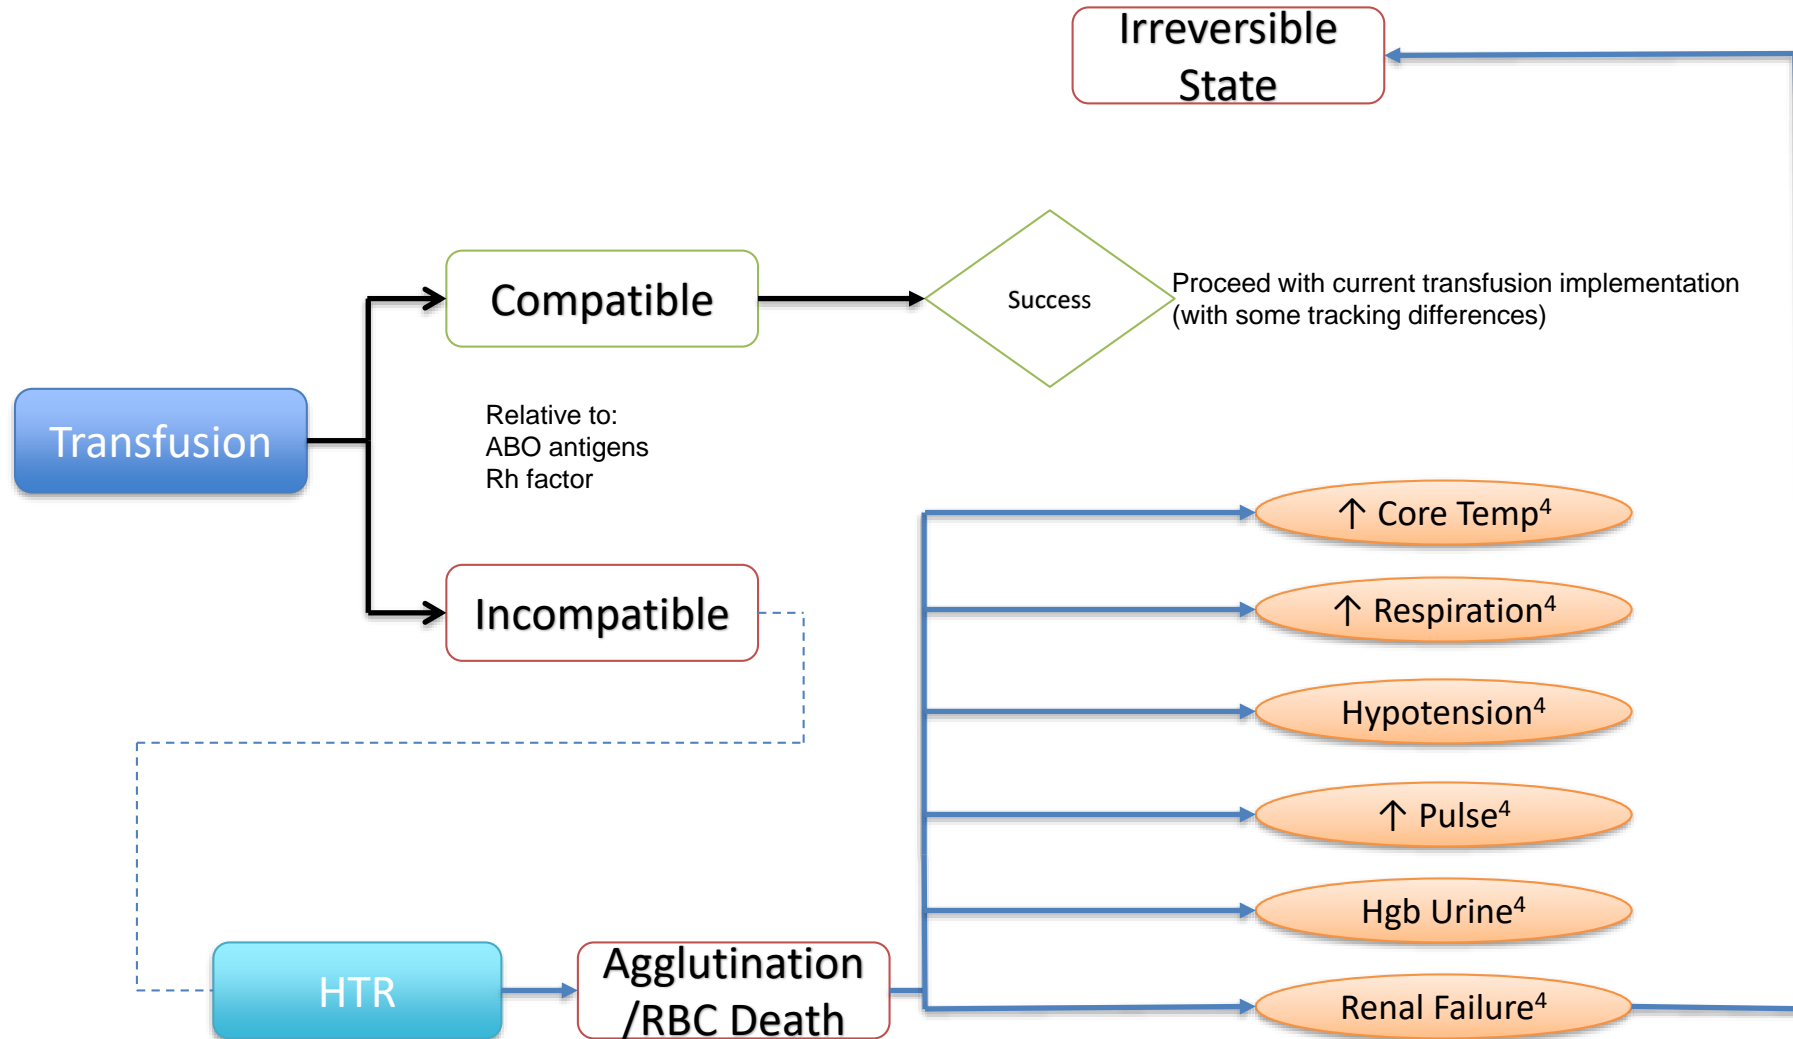 Irreversible
State
Compatible
Success
Proceed with current transfusion implementation
(with some tracking differences)
Transfusion
Relative to:
ABO antigens
Rh factor
Incompatible
↑ Core Temp⁴
↑ Respiration⁴
Hypotension⁴
↑ Pulse⁴
Hgb Urine⁴
HTR
Agglutination
/RBC Death
Renal Failure⁴